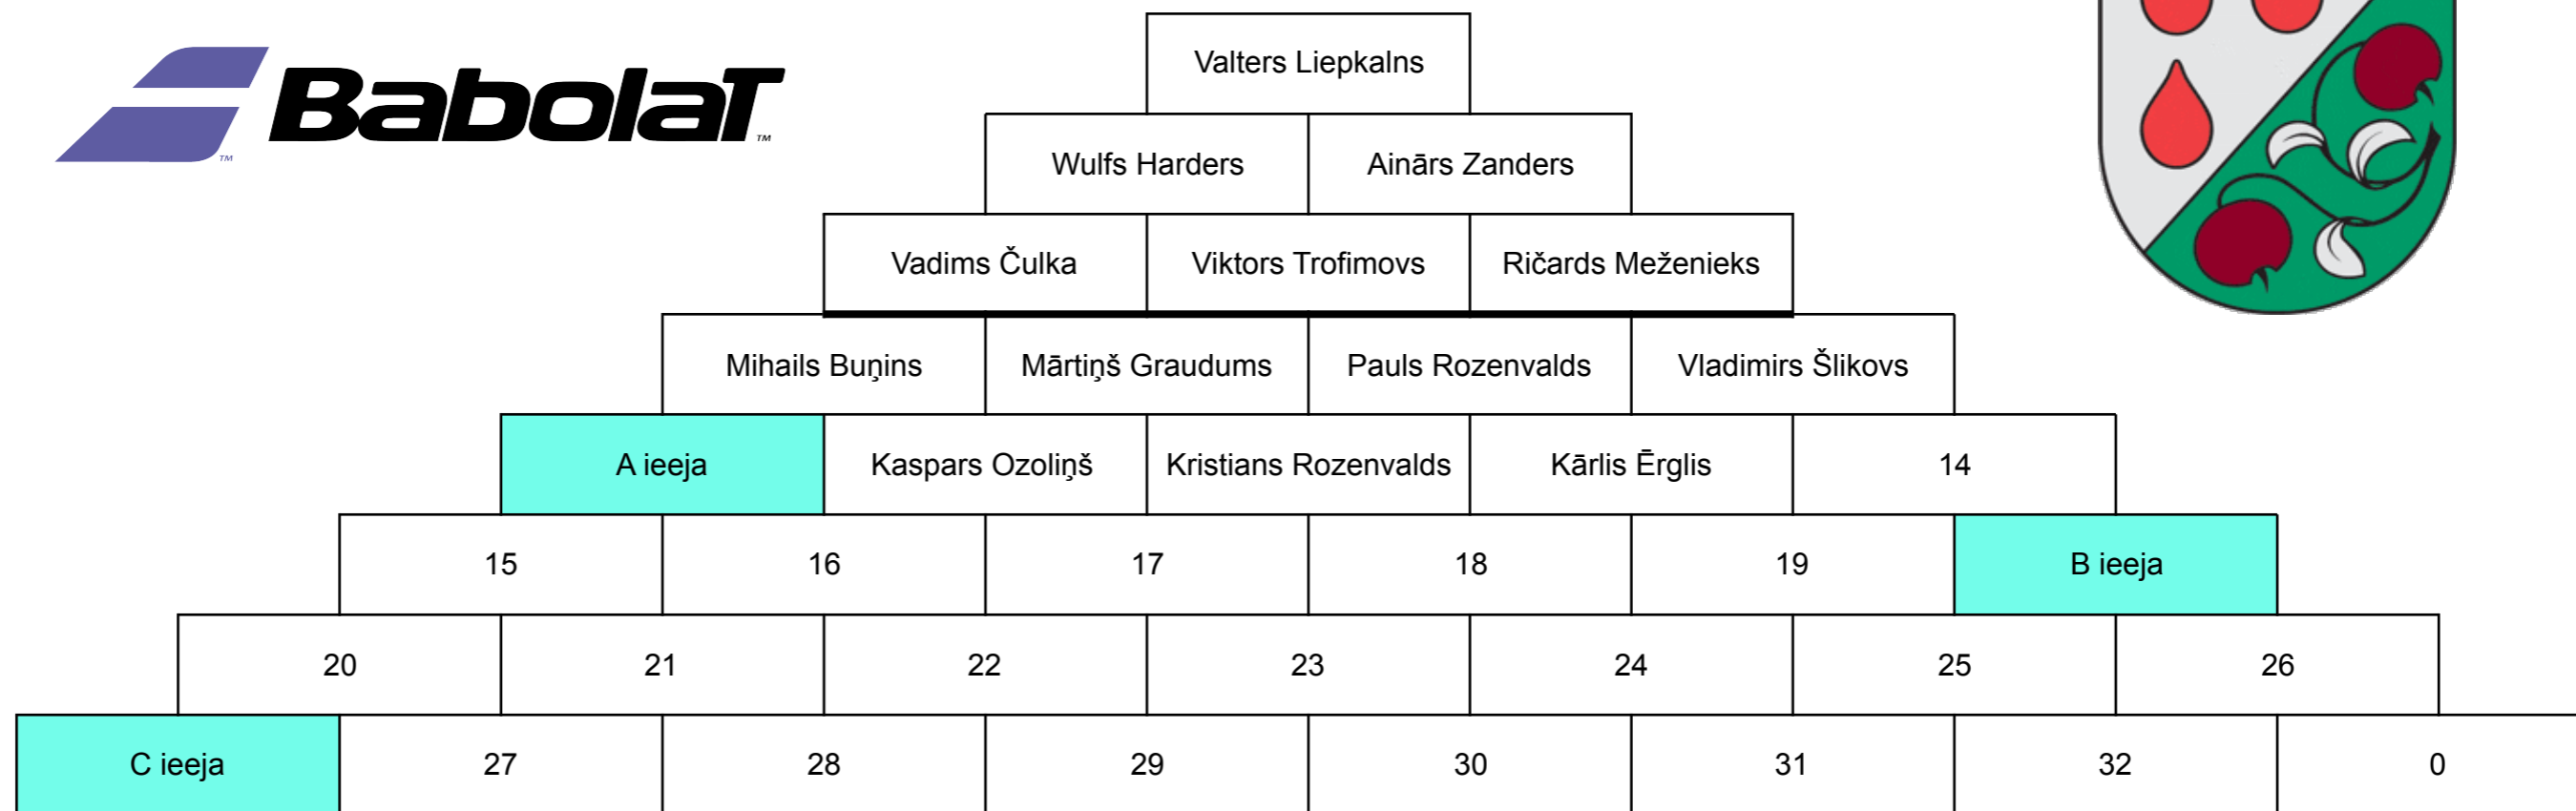 BabolaT™
™
Valters Liepkalns
Wulfs Harders Ainārs Zanders
Vadims Čulka Viktors Trofimovs Ričards Meženieks
Mihails Buņins Mārtiņš Graudums Pauls Rozenvalds Vladimirs Šlikovs
A ieeja Kaspars Ozoliņš Kristians Rozenvalds Kārlis Ērglis 14
15 16 17 18 19 B ieeja
20 21 22 23 24 25 26
C ieeja 27 28 29 30 31 32 0